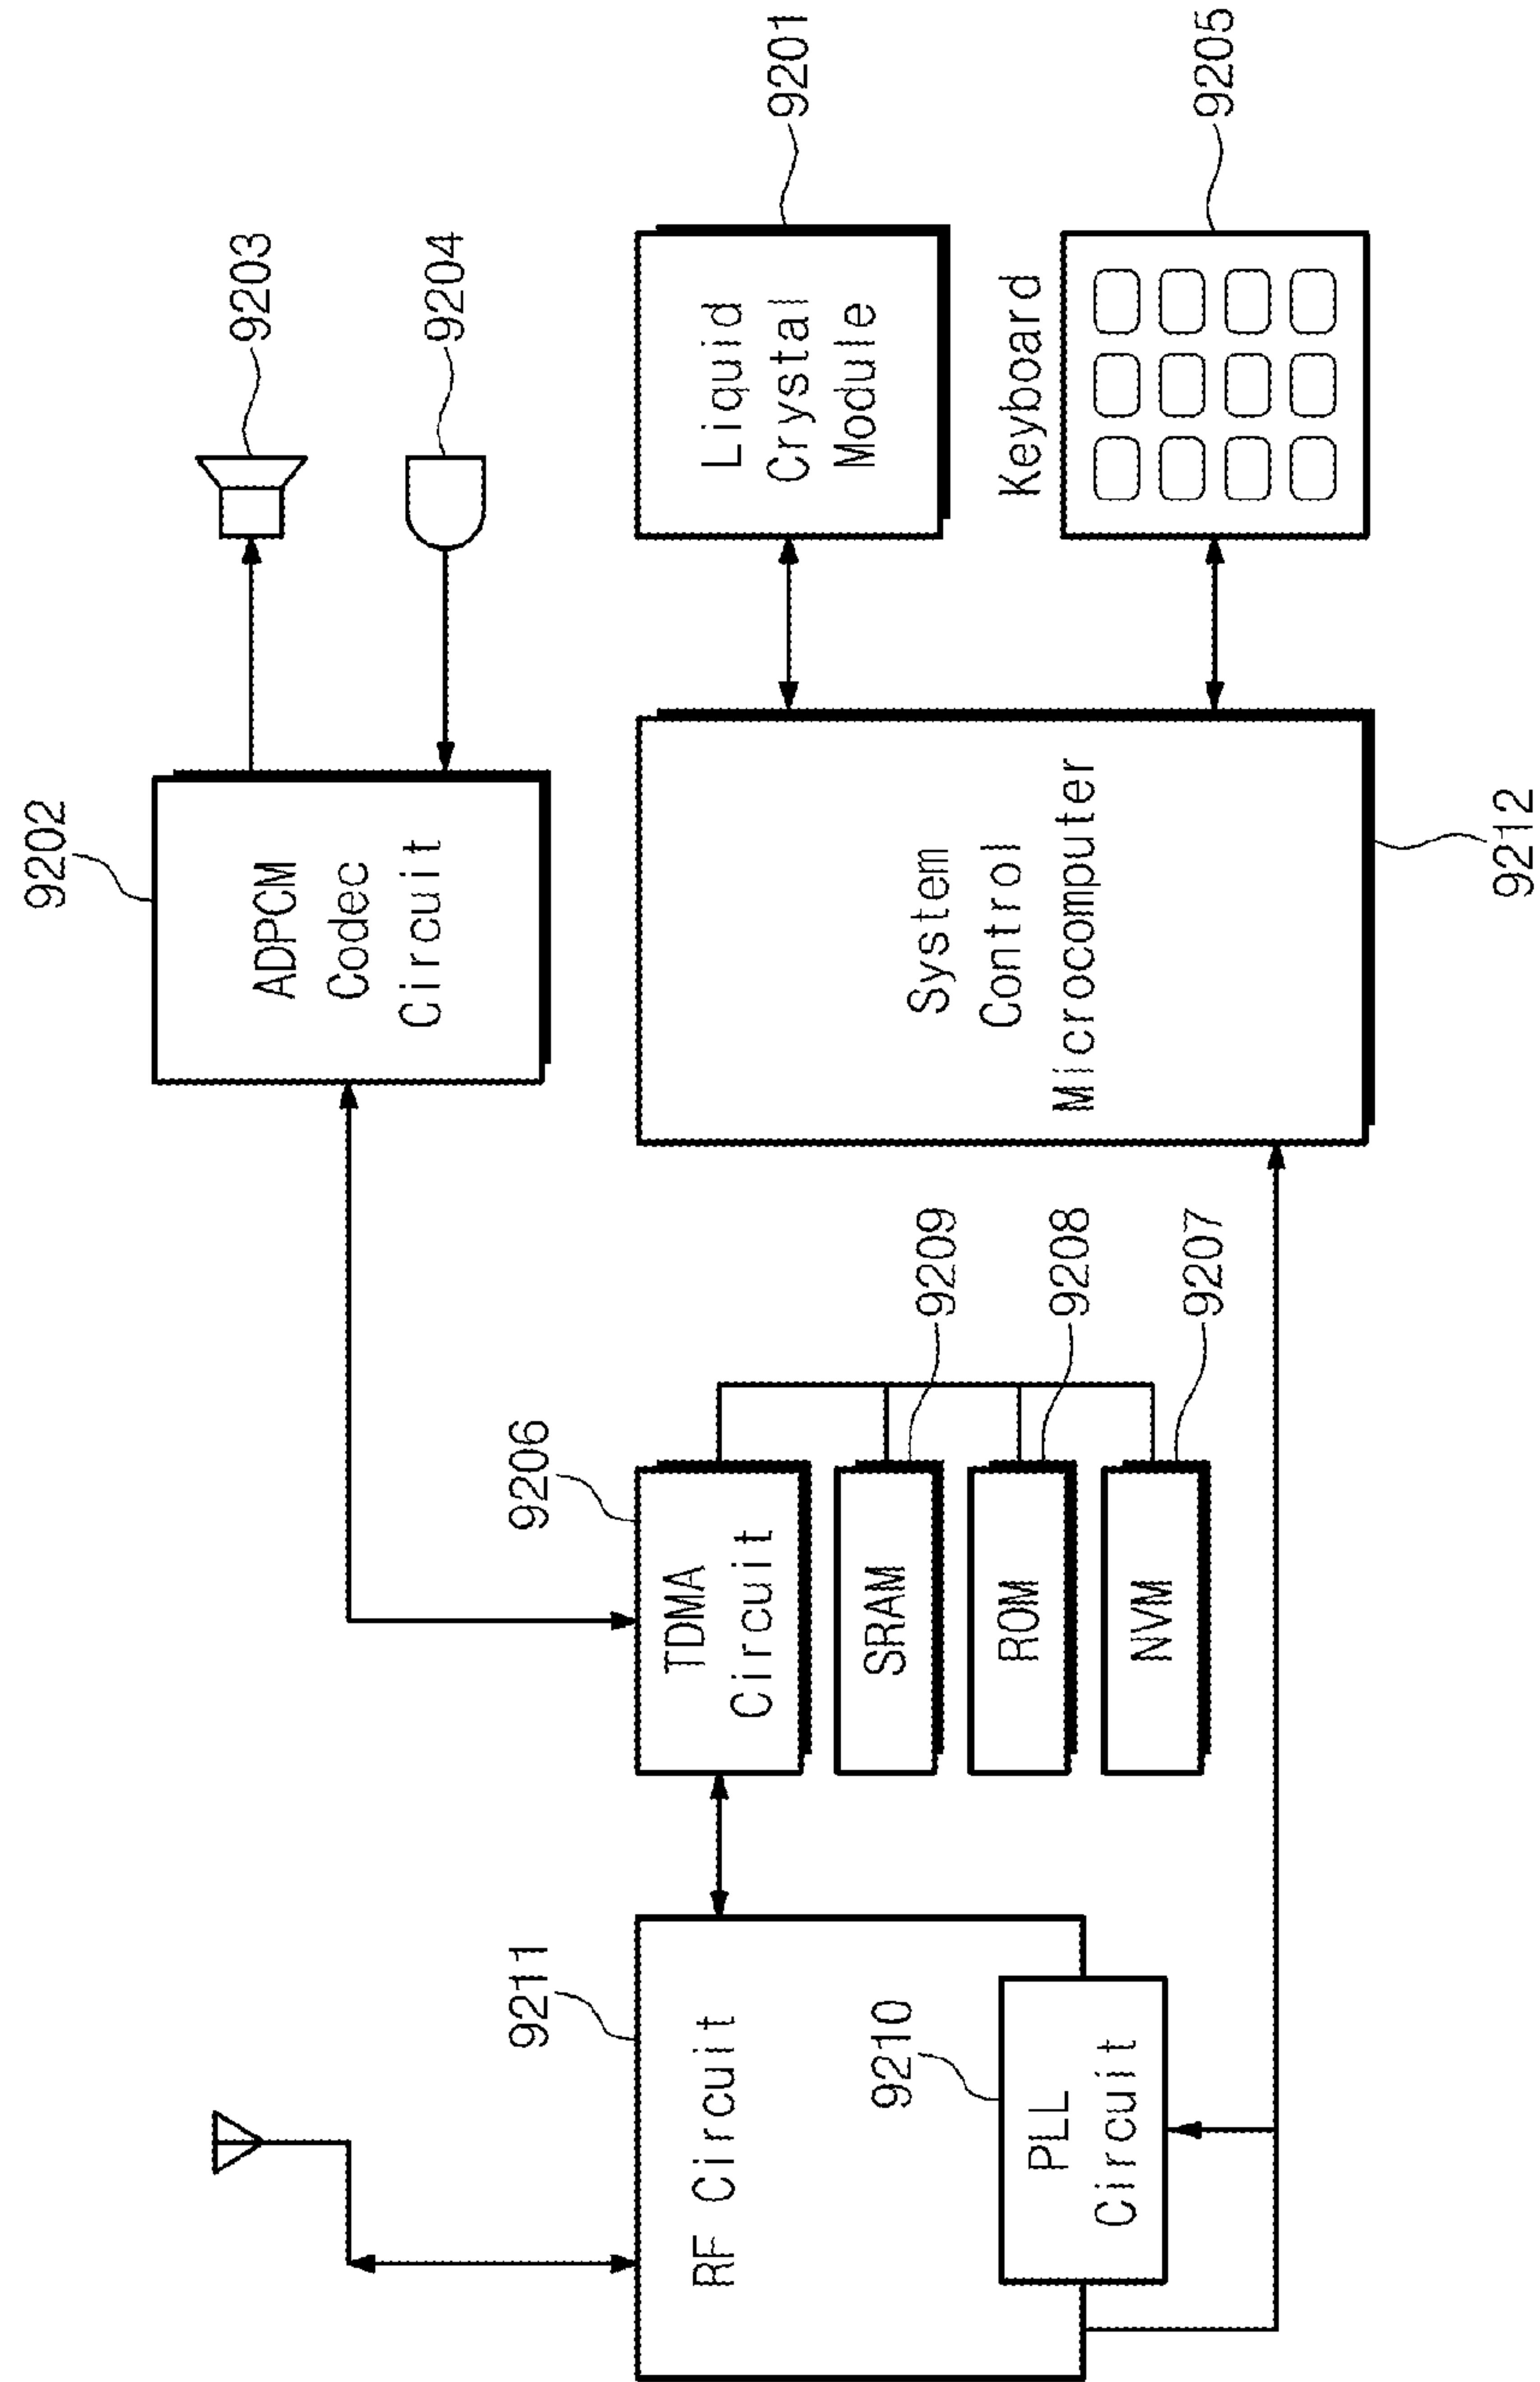 9202
ADPCM
Codec
Circuit
9203
9204
9211
RF Circuit
9210
PLL
Circuit
9206
TDMA
Circuit
SRAM
9209
ROM
9208
NVM
9207
System
Control
Microcomputer
9212
Liquid
Crystal
Module
9201
Keyboard
9205